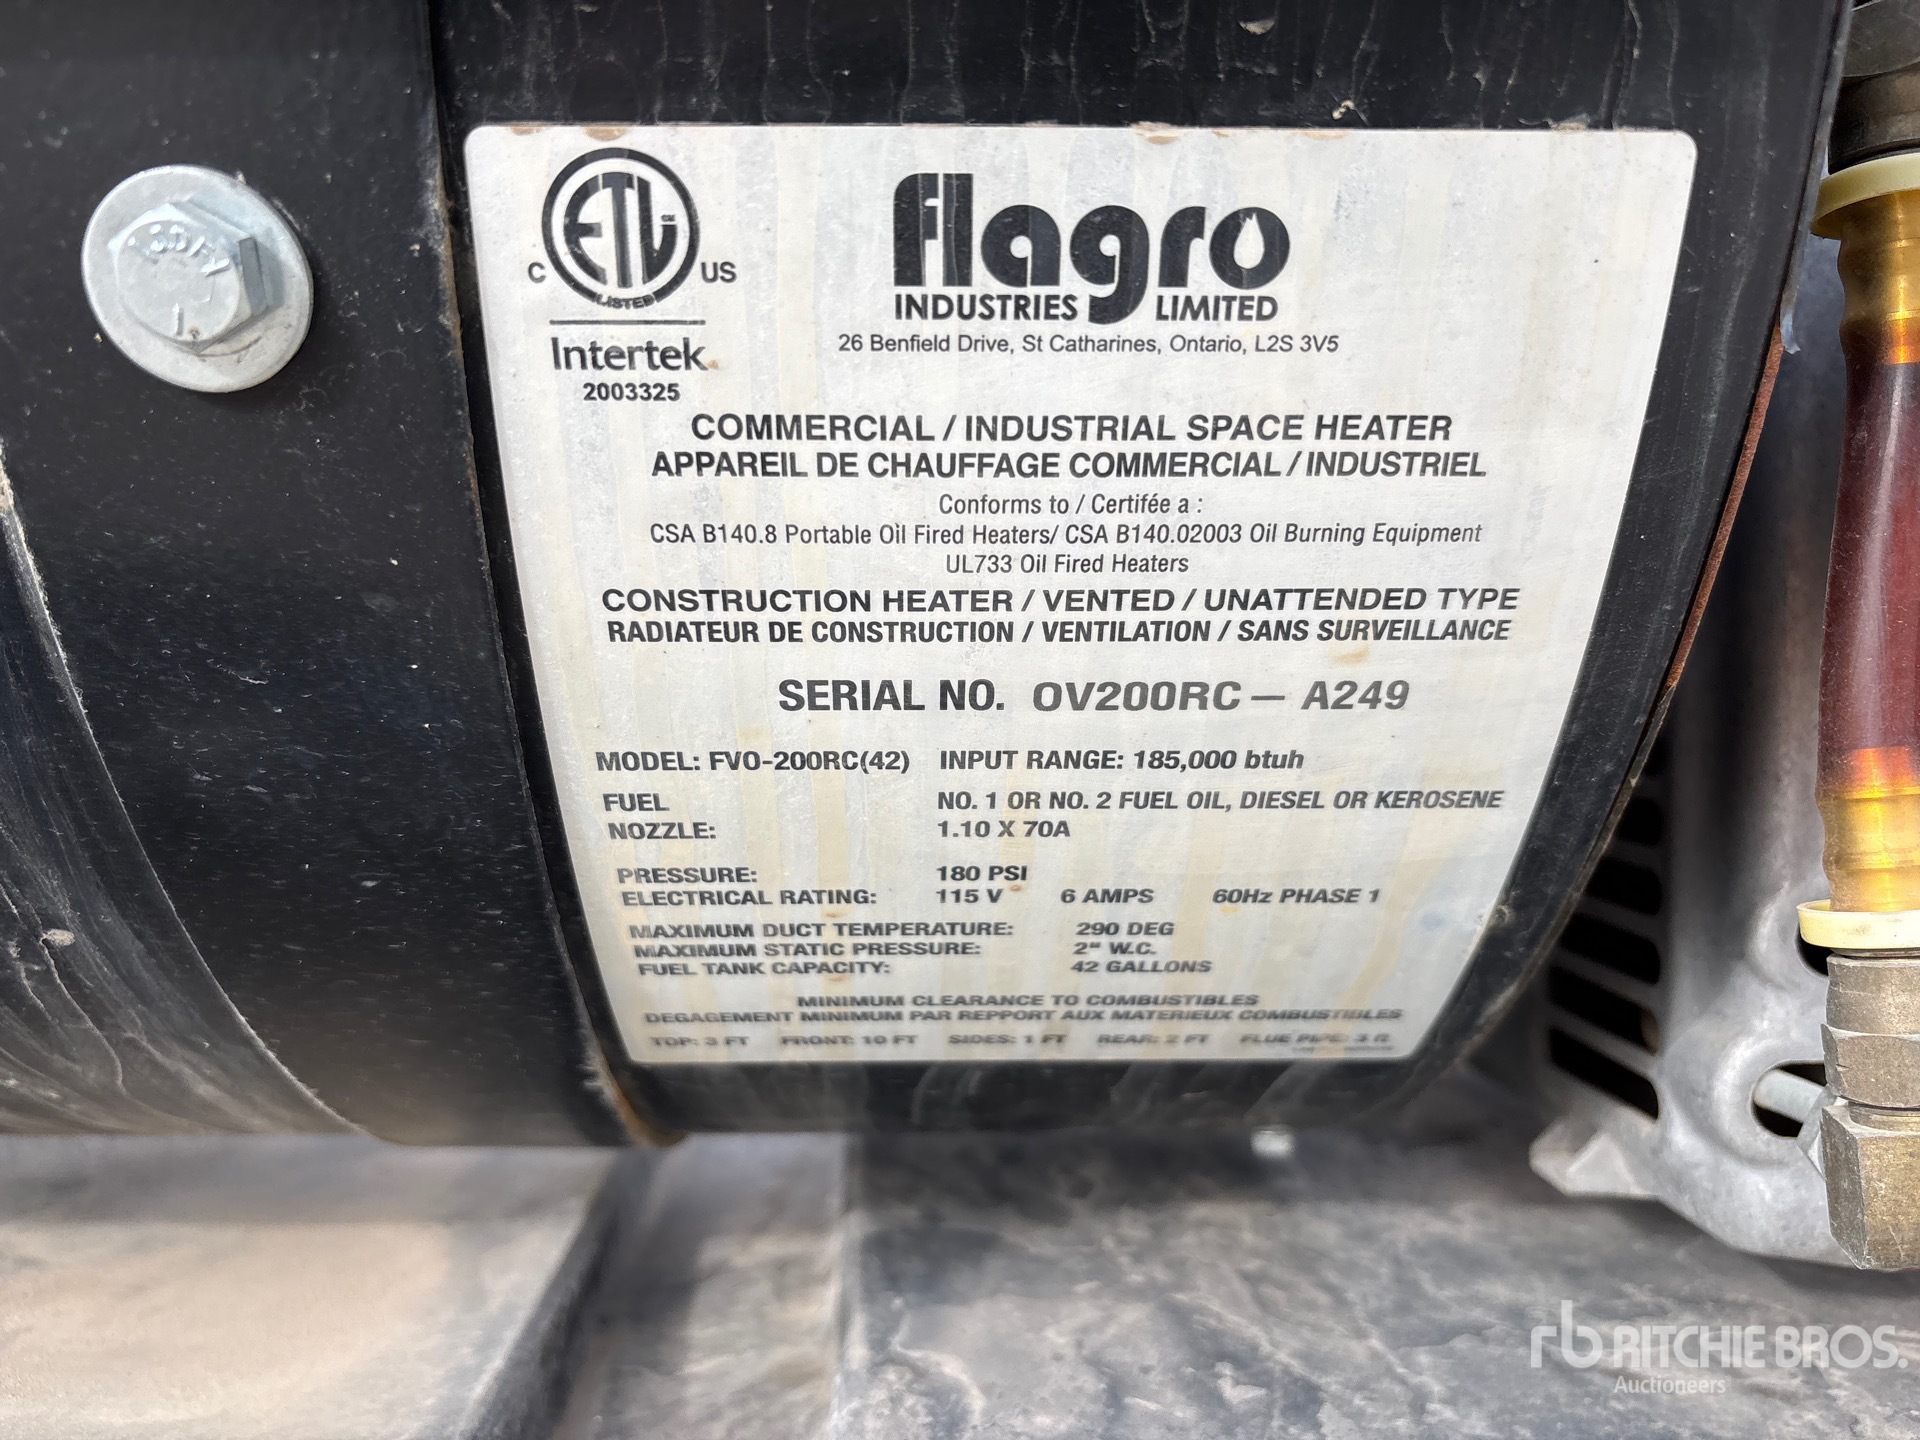 ETL
LISTED
C US
Intertek
2003325
flagro
INDUSTRIES LIMITED
26 Benfield Drive, St Catharines, Ontario, L2S 3V5
COMMERCIAL / INDUSTRIAL SPACE HEATER
APPAREIL DE CHAUFFAGE COMMERCIAL / INDUSTRIEL
Conforms to / Certifée a :
CSA B140.8 Portable Oil Fired Heaters/ CSA B140.02003 Oil Burning Equipment
UL733 Oil Fired Heaters
CONSTRUCTION HEATER / VENTED / UNATTENDED TYPE
RADIATEUR DE CONSTRUCTION / VENTILATION / SANS SURVEILLANCE
SERIAL NO. OV200RC — A249
MODEL: FVO-200RC(42) INPUT RANGE: 185,000 btuh
FUEL NO. 1 OR NO. 2 FUEL OIL, DIESEL OR KEROSENE
NOZZLE: 1.10 X 70A
PRESSURE: 180 PSI
ELECTRICAL RATING: 115 V 6 AMPS 60Hz PHASE 1
MAXIMUM DUCT TEMPERATURE: 290 DEG
MAXIMUM STATIC PRESSURE: 2" W.C.
FUEL TANK CAPACITY: 42 GALLONS
MINIMUM CLEARANCE TO COMBUSTIBLES
DEGAGEMENT MINIMUM PAR REPPORT AUX MATERIEUX COMBUSTIBLES
TOP: 3 FT FRONT: 10 FT SIDES: 1 FT REAR: 2 FT FLUE PIPE: 3 ft
rb RITCHIE BROS.
Auctioneers